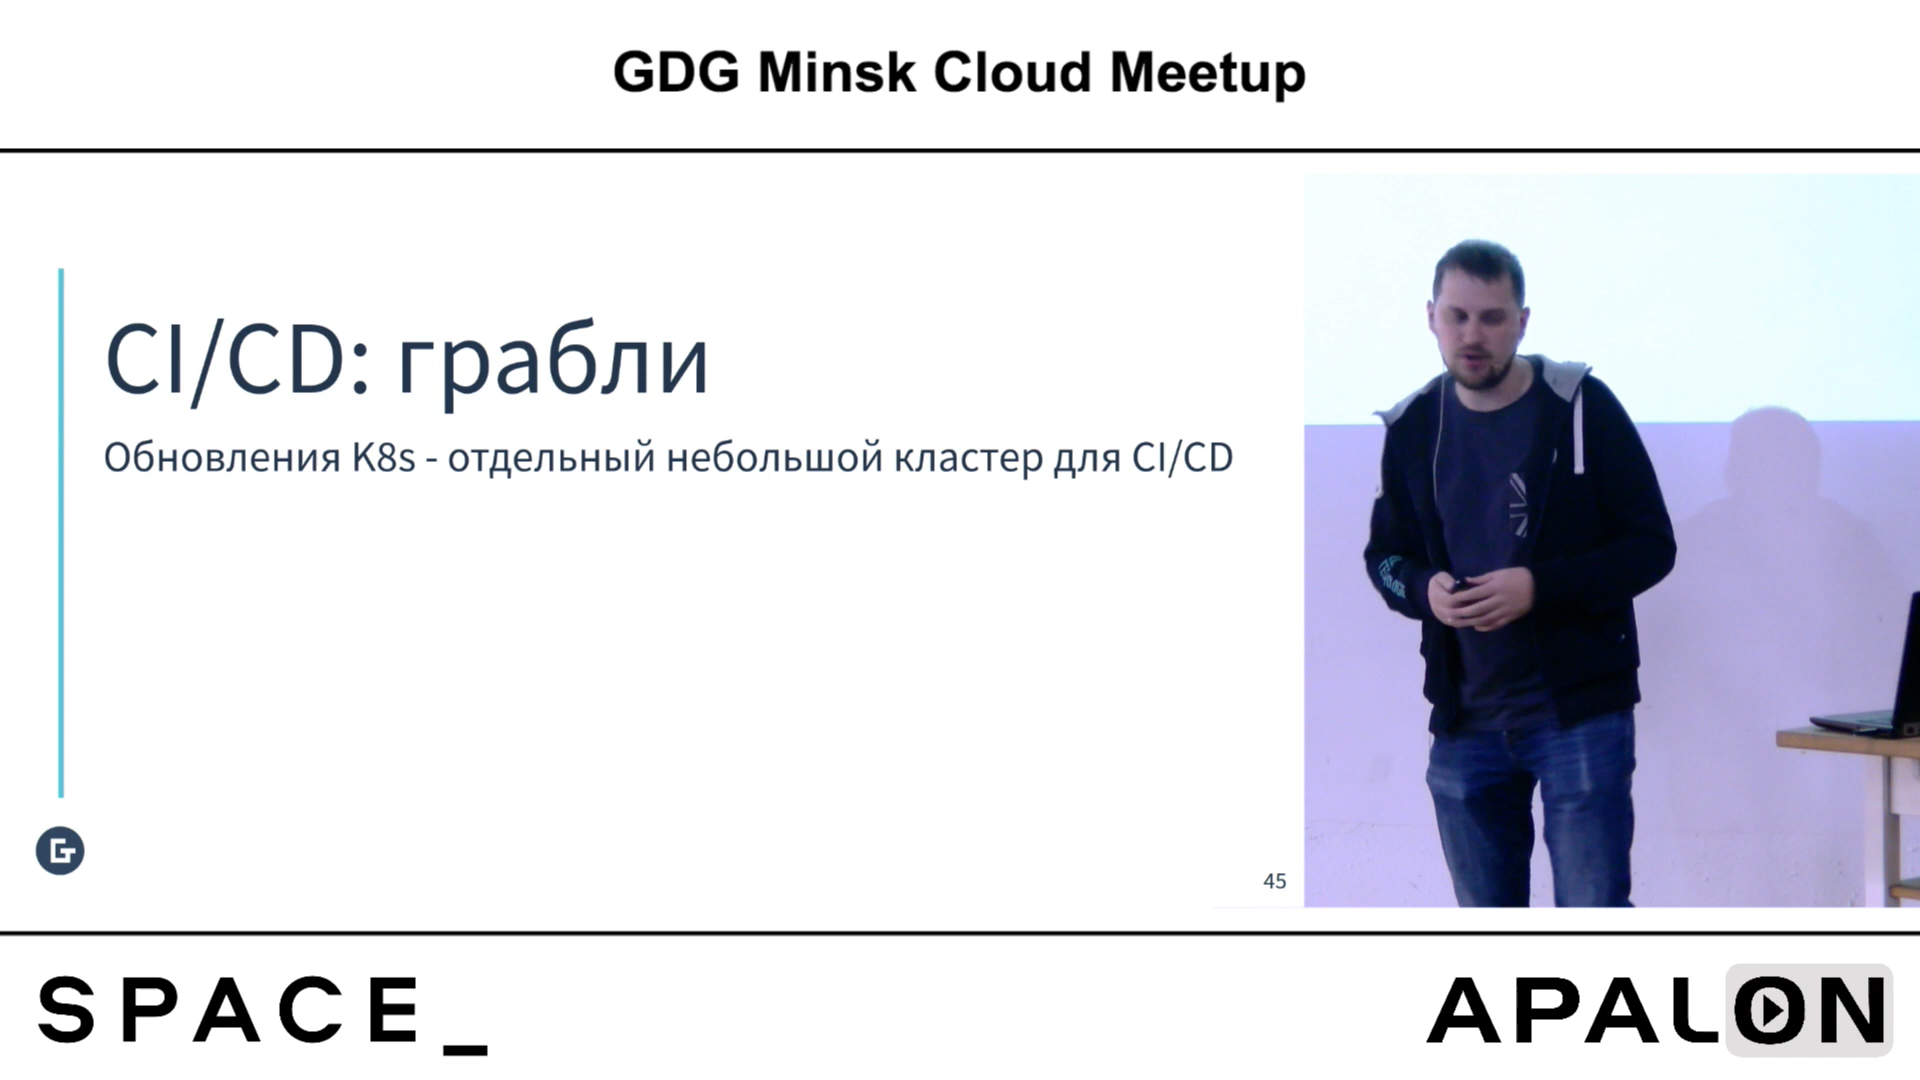 GDG Minsk Cloud Meetup
CI/CD: грабли
Обновления K8s - отдельный небольшой кластер для CI/CD
45
SPACE_
APALON